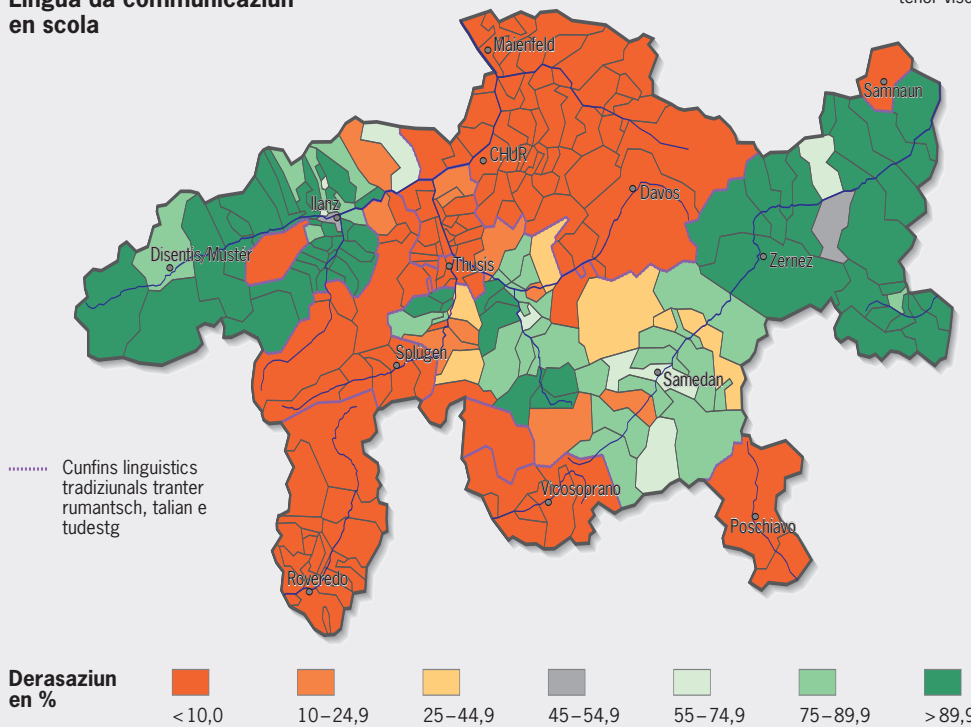 Lingua da communicaziun
en scola
Maienfeld
Samnaun
CHUR
Davos
Ilanz
Disentis/Mustér
Thusis
Zernez
Splügen
Samedan
Cunfins linguistics
tradiziunals tranter
rumantsch, talian e
tudestg
Vicosoprano
Poschiavo
Roveredo
Derasaziun
en %
< 10,0
10–24,9
25–44,9
45–54,9
55–74,9
75–89,9
> 89,9